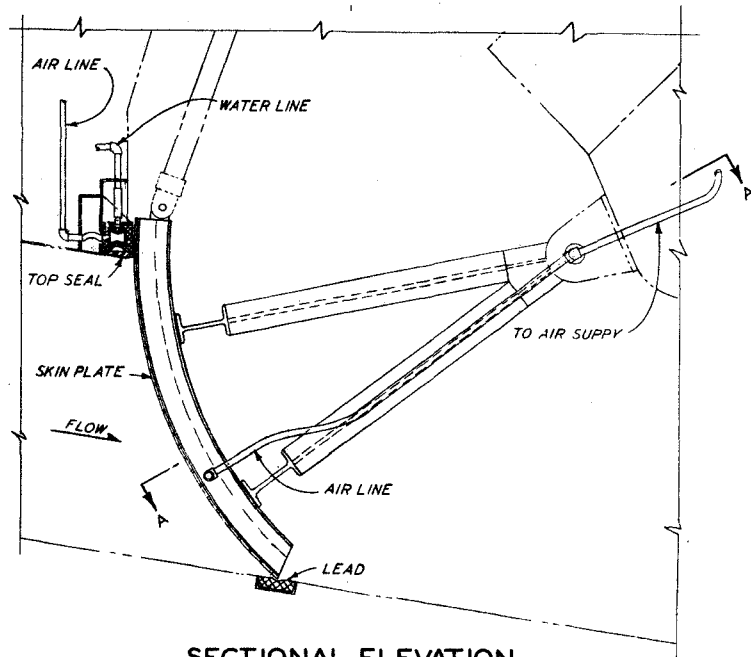 AIR LINE
WATER LINE
TOP SEAL
SKIN PLATE
FLOW
TO AIR SUPPY
AIR LINE
LEAD
A
SECTIONAL ELEVATION